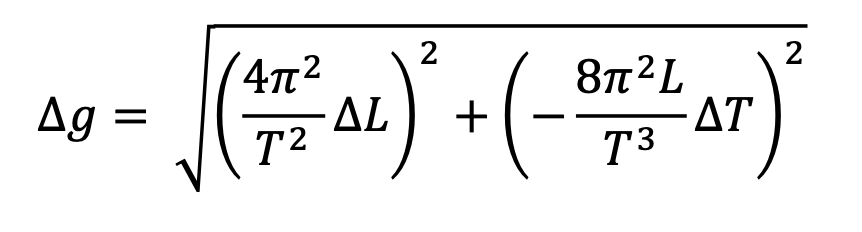 Δg = √((4π²/T² ΔL)² + (−8π²L/T³ ΔT)²)